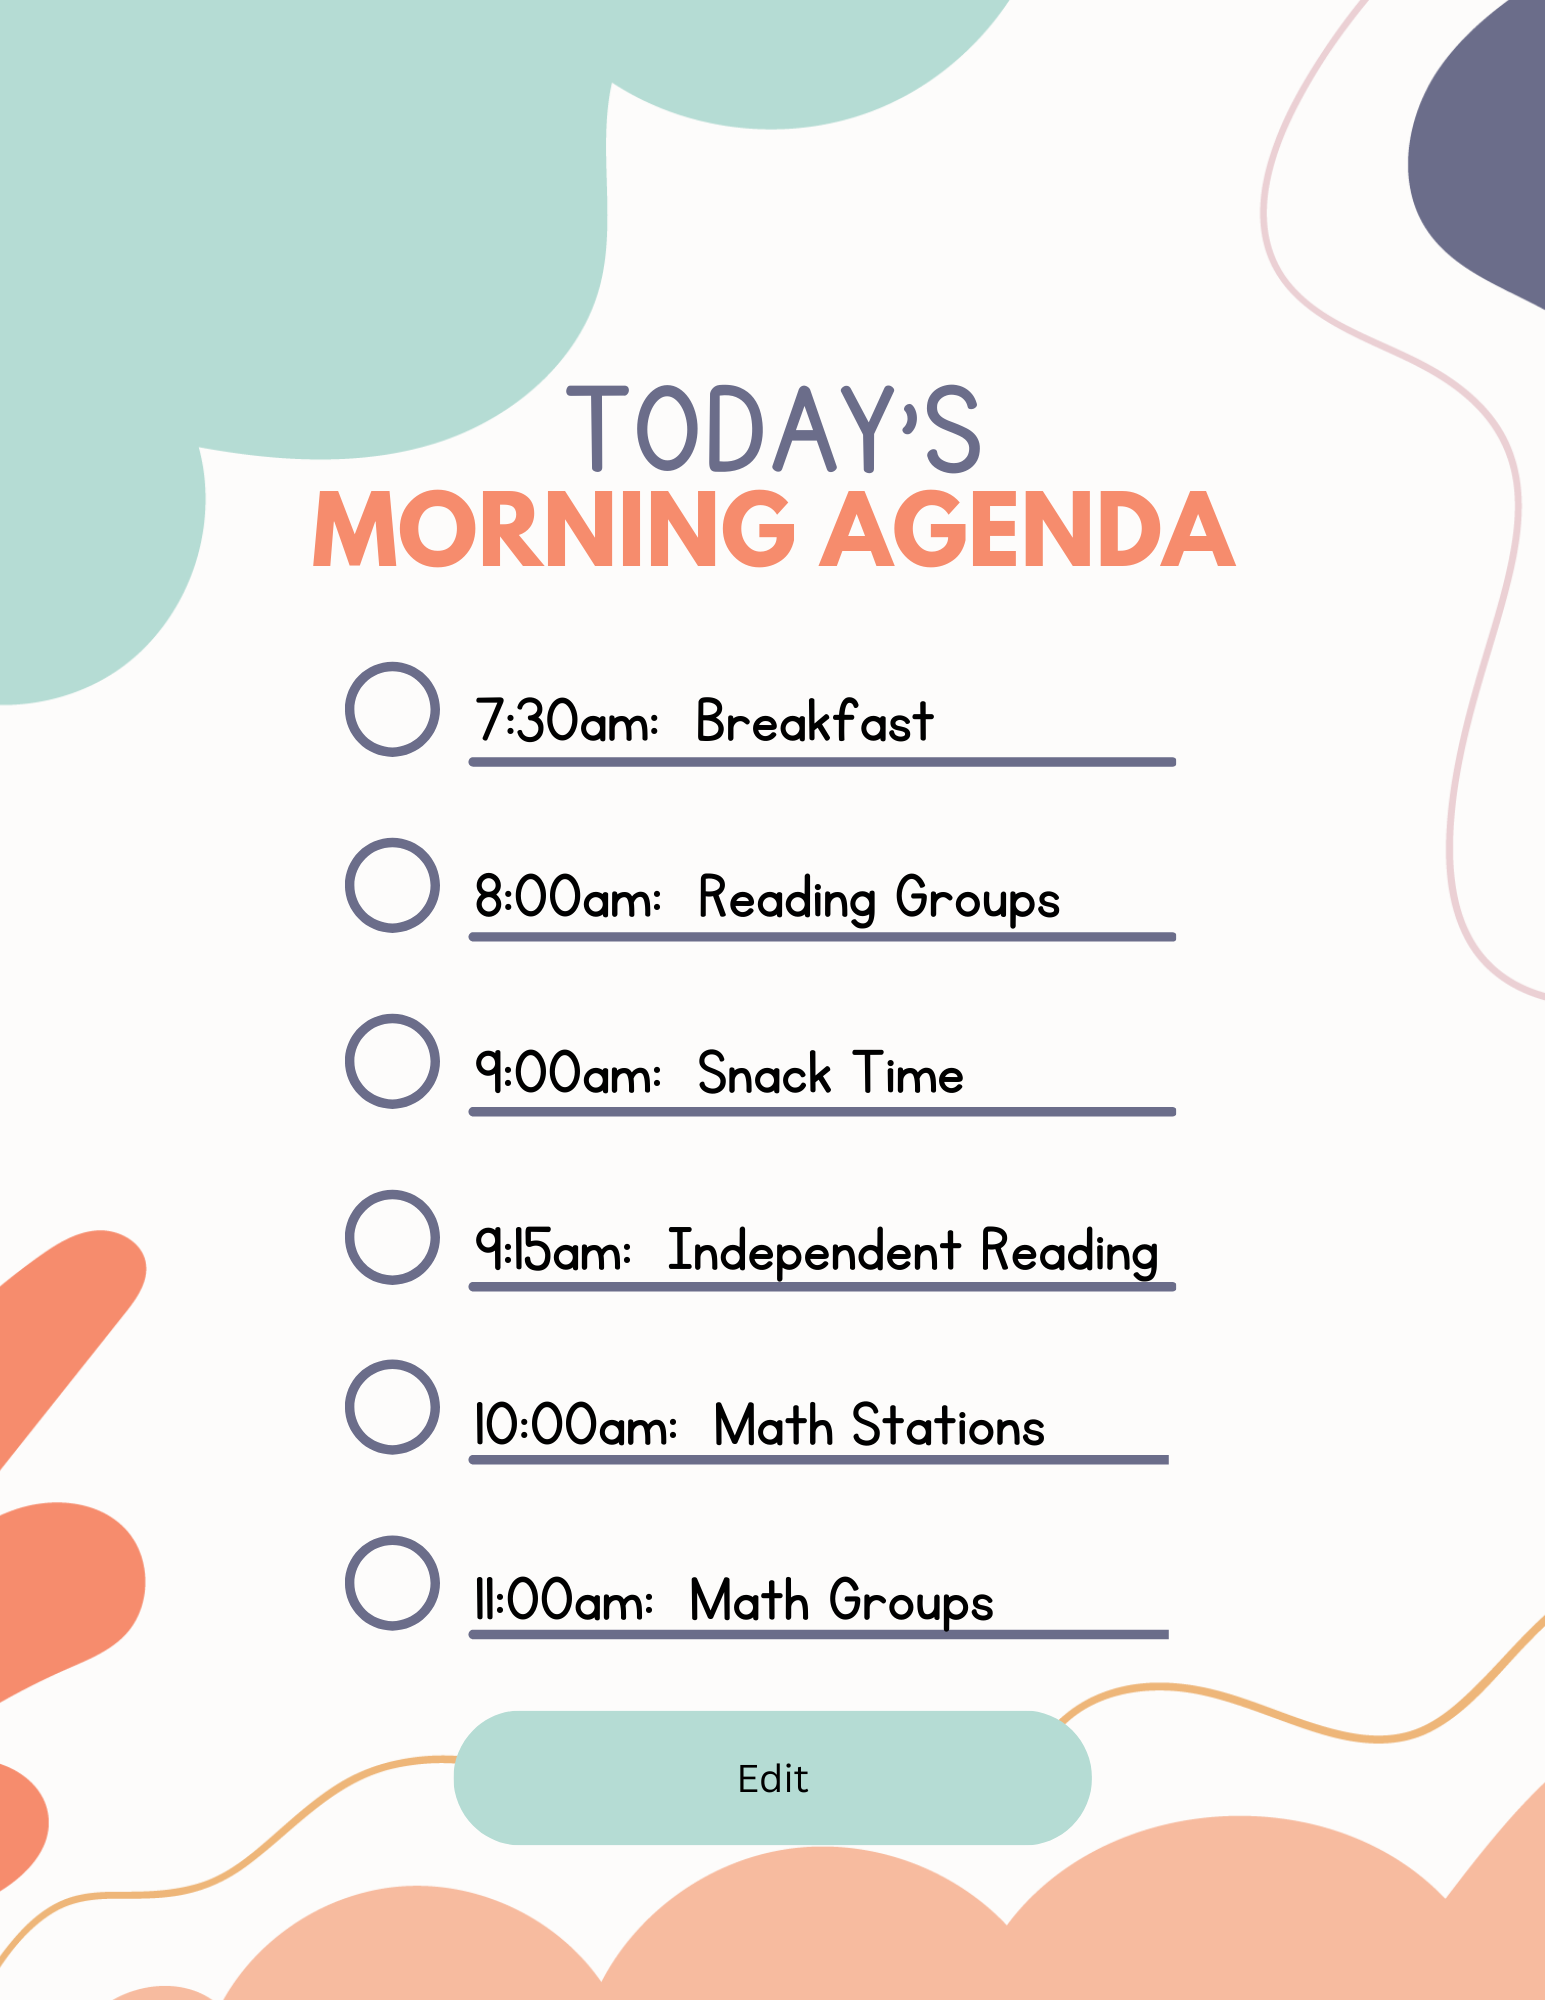 TODAY'S
MORNING AGENDA
7:30am: Breakfast
8:00am: Reading Groups
9:00am: Snack Time
9:15am: Independent Reading
10:00am: Math Stations
11:00am: Math Groups
Edit